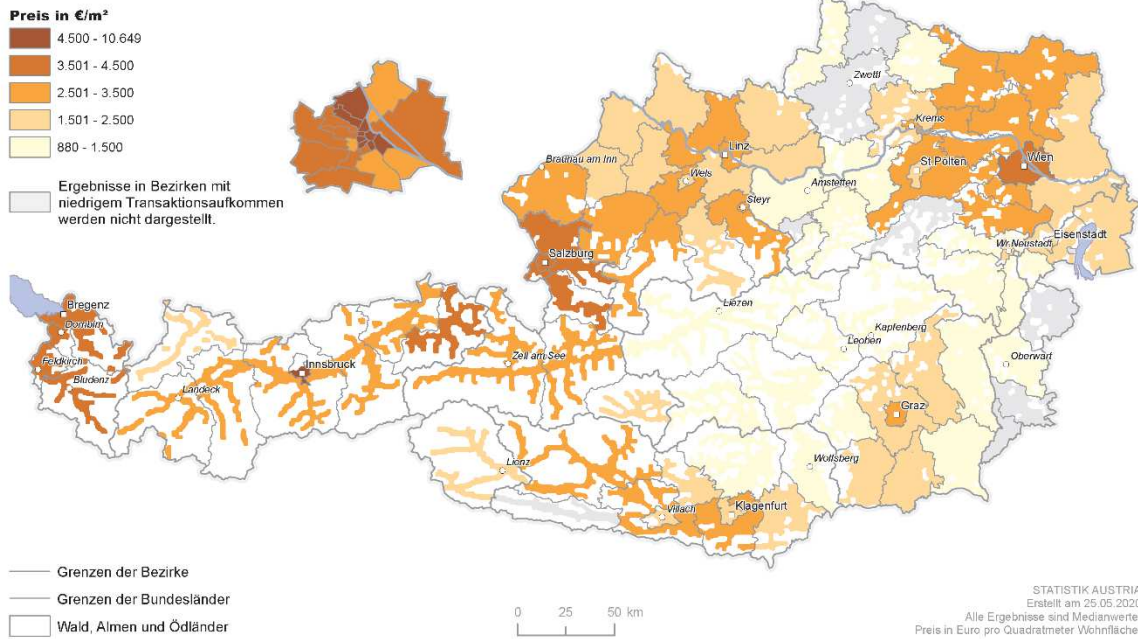 Preis in €/m²
4.500 - 10.649
3.501 - 4.500
2.501 - 3.500
1.501 - 2.500
880 - 1.500
Ergebnisse in Bezirken mit
niedrigem Transaktionsaufkommen
werden nicht dargestellt.
Zwettl
Krems
Linz
Braunau am Inn
Wien
St Pölten
Wels
Amstetten
Steyr
Eisenstadt
Wr.Neustadt
Salzburg
Bregenz
Liezen
Dornbirn
Kapfenberg
Leoben
Zell am See
Oberwart
Feldkirch
Innsbruck
Bludenz
Landeck
Graz
Lienz
Wolfsberg
Villach
Klagenfurt
Grenzen der Bezirke
Grenzen der Bundesländer
Wald, Almen und Ödländer
0 25 50 km
STATISTIK AUSTRIA
Erstellt am 25.05.2020
Alle Ergebnisse sind Medianwerte
Preis in Euro pro Quadratmeter Wohnfläche